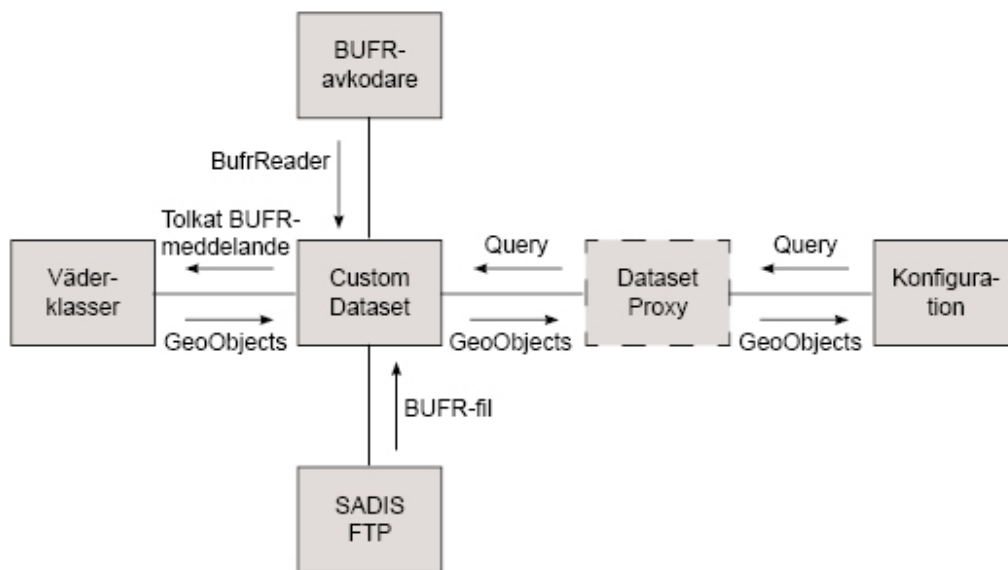 BUFR-
avkodare
BufrReader
Tolkat BUFR-
meddelande
Query
Query
Väder-
klasser
Custom
Dataset
Dataset
Proxy
Konfigura-
tion
GeoObjects
GeoObjects
GeoObjects
BUFR-fil
SADIS
FTP